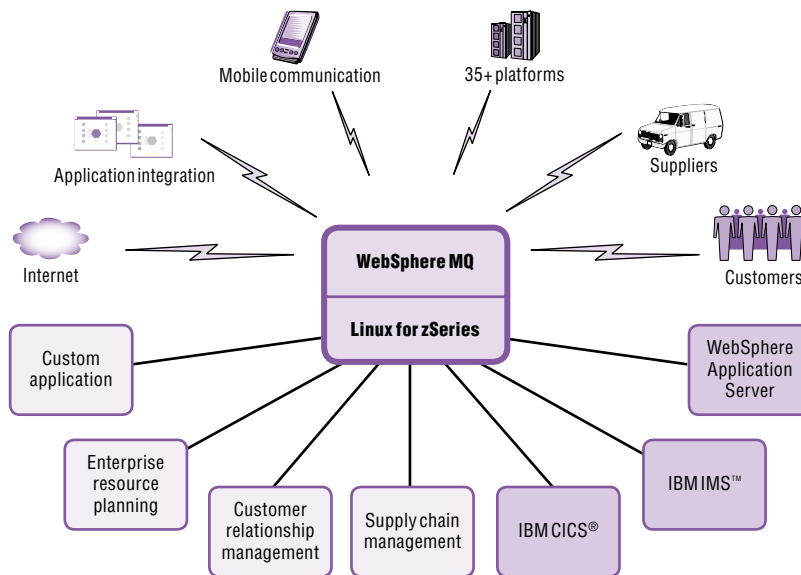 Mobile communication
35+ platforms
Application integration
Suppliers
Internet
Customers
WebSphere MQ
Linux for zSeries
Custom
application
WebSphere
Application
Server
Enterprise
resource
planning
Customer
relationship
management
Supply chain
management
IBM CICS®
IBM IMS™